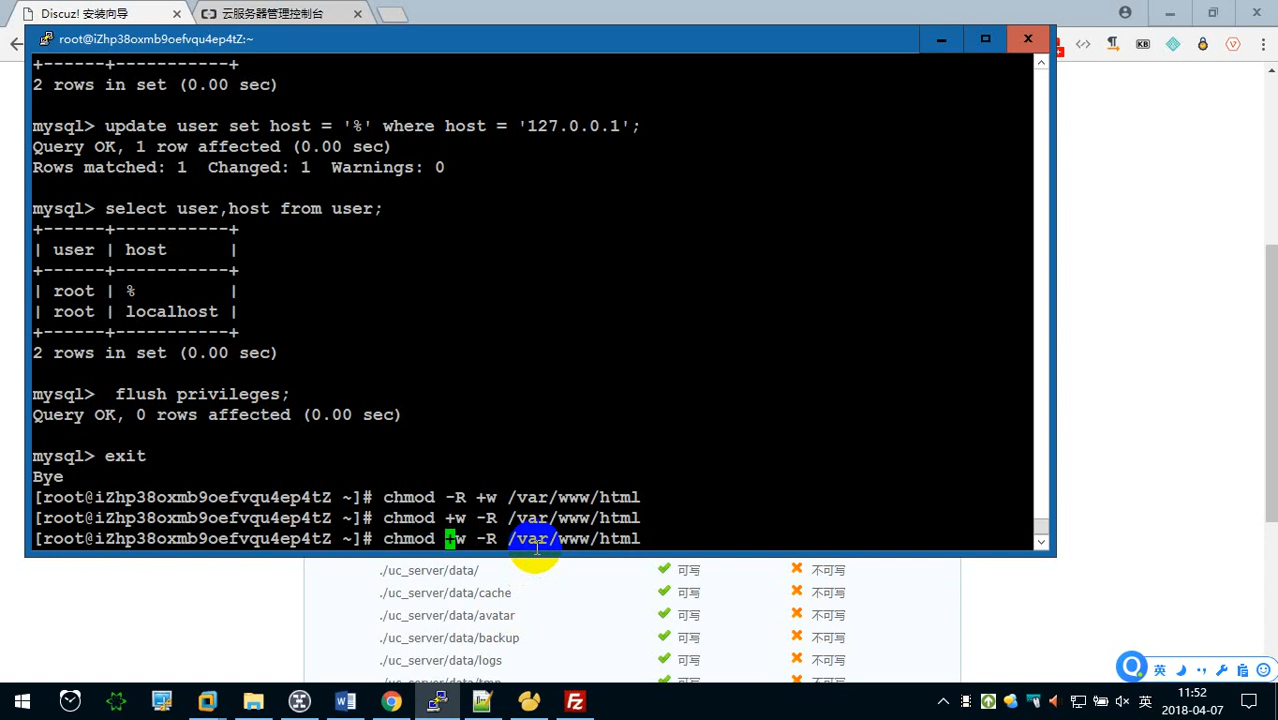 Discuz! 安装向导
云服务器管理控制台
root@iZhp38oxmb9oefvqu4ep4tZ:~
+------+-----------+
2 rows in set (0.00 sec)
mysql> update user set host = '%' where host = '127.0.0.1';
Query OK, 1 row affected (0.00 sec)
Rows matched: 1  Changed: 1  Warnings: 0
mysql> select user,host from user;
+------+-----------+
| user | host      |
+------+-----------+
| root | %         |
| root | localhost |
+------+-----------+
2 rows in set (0.00 sec)
mysql>  flush privileges;
Query OK, 0 rows affected (0.00 sec)
mysql> exit
Bye
[root@iZhp38oxmb9oefvqu4ep4tZ ~]# chmod -R +w /var/www/html
[root@iZhp38oxmb9oefvqu4ep4tZ ~]# chmod +w -R /var/www/html
[root@iZhp38oxmb9oefvqu4ep4tZ ~]# chmod +w -R /var/www/html
./uc_server/data/ 可写 不可写
./uc_server/data/cache 可写 不可写
./uc_server/data/avatar 可写 不可写
./uc_server/data/backup 可写 不可写
./uc_server/data/logs 可写 不可写
./uc_server/data/tmp
英
英
11:52
2018-04-07